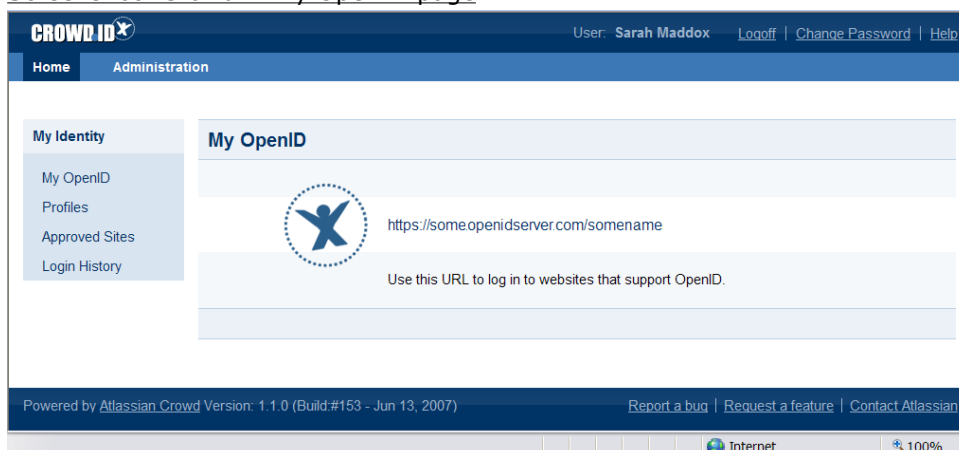 CROWD ID
User: Sarah Maddox Logoff | Change Password | Help
Home Administration
My Identity
My OpenID
Profiles
Approved Sites
Login History
My OpenID
https://some.openidserver.com/somename
Use this URL to log in to websites that support OpenID.
Powered by Atlassian Crowd Version: 1.1.0 (Build:#153 - Jun 13, 2007) Report a bug | Request a feature | Contact Atlassian
Internet 100%